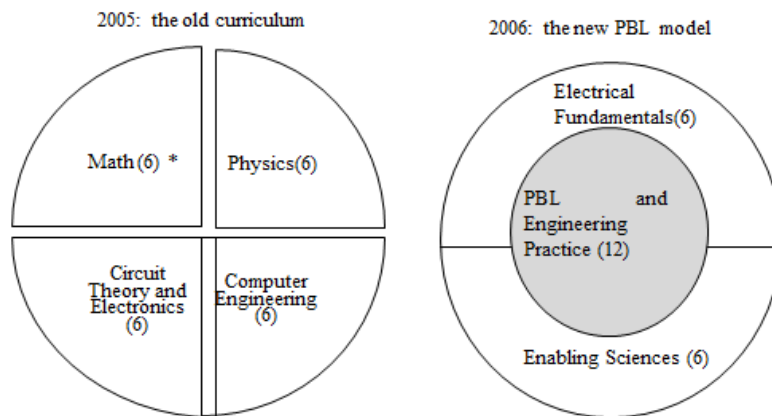 2005: the old curriculum
2006: the new PBL model
Math (6) *
Physics(6)
Circuit
Theory and
Electronics
(6)
Computer
Engineering
(6)
Electrical
Fundamentals(6)
PBL and
Engineering
Practice (12)
Enabling Sciences (6)